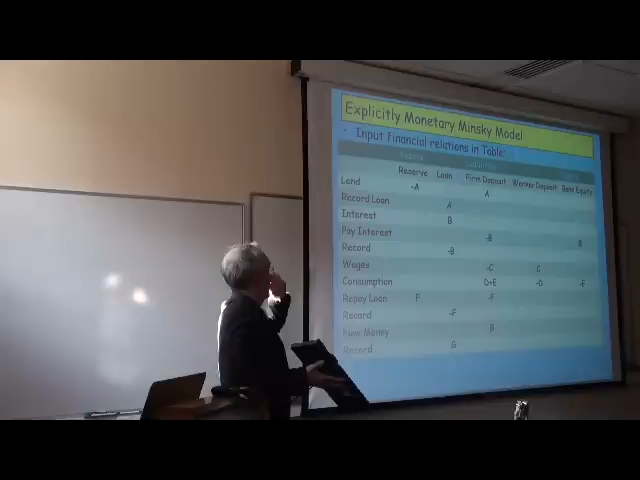 Explicitly Monetary Minsky Model
- Input financial relations in Table:
Reserve Loan Firm Deposit Worker Deposit Bank Equity
Lend -A A
Record Loan A
Interest B
Pay Interest -B B
Record -B
Wages -C C
Consumption D+E -D -E
Repay Loan F -F
Record -F
New Money G
Record G